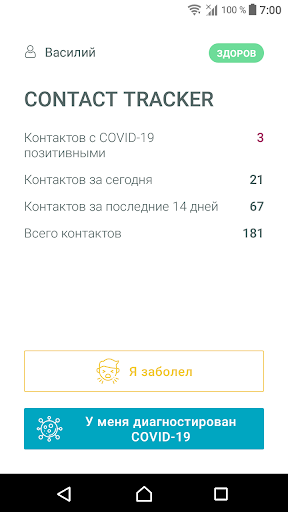 100 % 7:00
Василий ЗДОРОВ
CONTACT TRACKER
Контактов с COVID-19 3
позитивными
Контактов за сегодня 21
Контактов за последние 14 дней 67
Всего контактов 181
Я заболел
У меня диагностирован
COVID-19